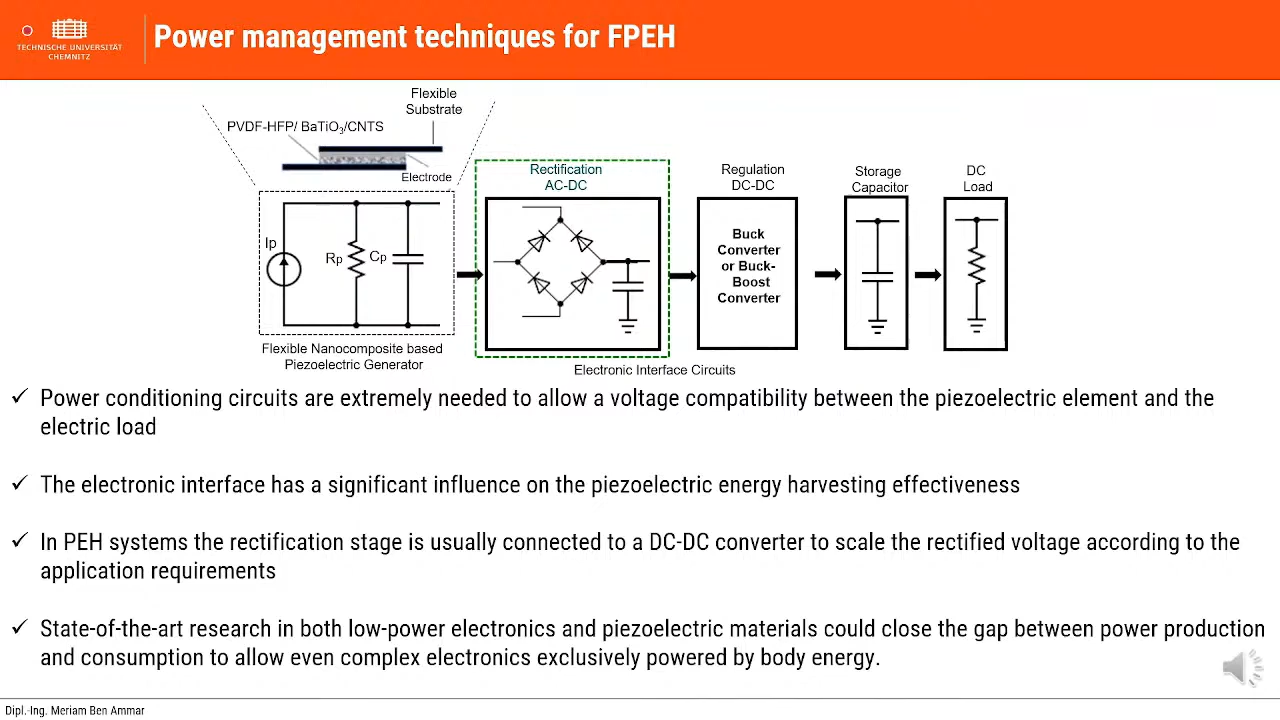 TECHNISCHE UNIVERSITÄT
CHEMNITZ
Power management techniques for FPEH
Flexible
Substrate
PVDF-HFP/ BaTiO₃/CNTS
Electrode
Rectification
AC-DC
Regulation
DC-DC
Storage
Capacitor
DC
Load
Ip
Rp
Cp
Buck
Converter
or Buck-
Boost
Converter
Flexible Nanocomposite based
Piezoelectric Generator
Electronic Interface Circuits
✓ Power conditioning circuits are extremely needed to allow a voltage compatibility between the piezoelectric element and the
electric load
✓ The electronic interface has a significant influence on the piezoelectric energy harvesting effectiveness
✓ In PEH systems the rectification stage is usually connected to a DC-DC converter to scale the rectified voltage according to the
application requirements
✓ State-of-the-art research in both low-power electronics and piezoelectric materials could close the gap between power production
and consumption to allow even complex electronics exclusively powered by body energy.
Dipl.-Ing. Meriam Ben Ammar